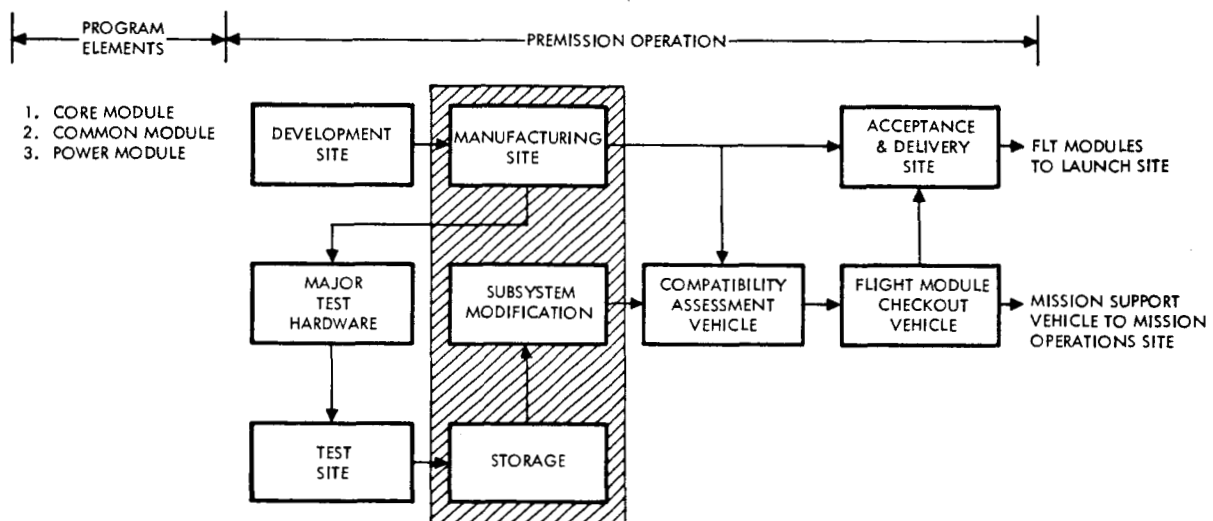 PROGRAM
ELEMENTS
PREMISSION OPERATION
1. CORE MODULE
2. COMMON MODULE
3. POWER MODULE
DEVELOPMENT
SITE
MANUFACTURING
SITE
ACCEPTANCE
& DELIVERY
SITE
FLT MODULES
TO LAUNCH SITE
MAJOR
TEST
HARDWARE
SUBSYSTEM
MODIFICATION
COMPATIBILITY
ASSESSMENT
VEHICLE
FLIGHT MODULE
CHECKOUT
VEHICLE
MISSION SUPPORT
VEHICLE TO MISSION
OPERATIONS SITE
TEST
SITE
STORAGE